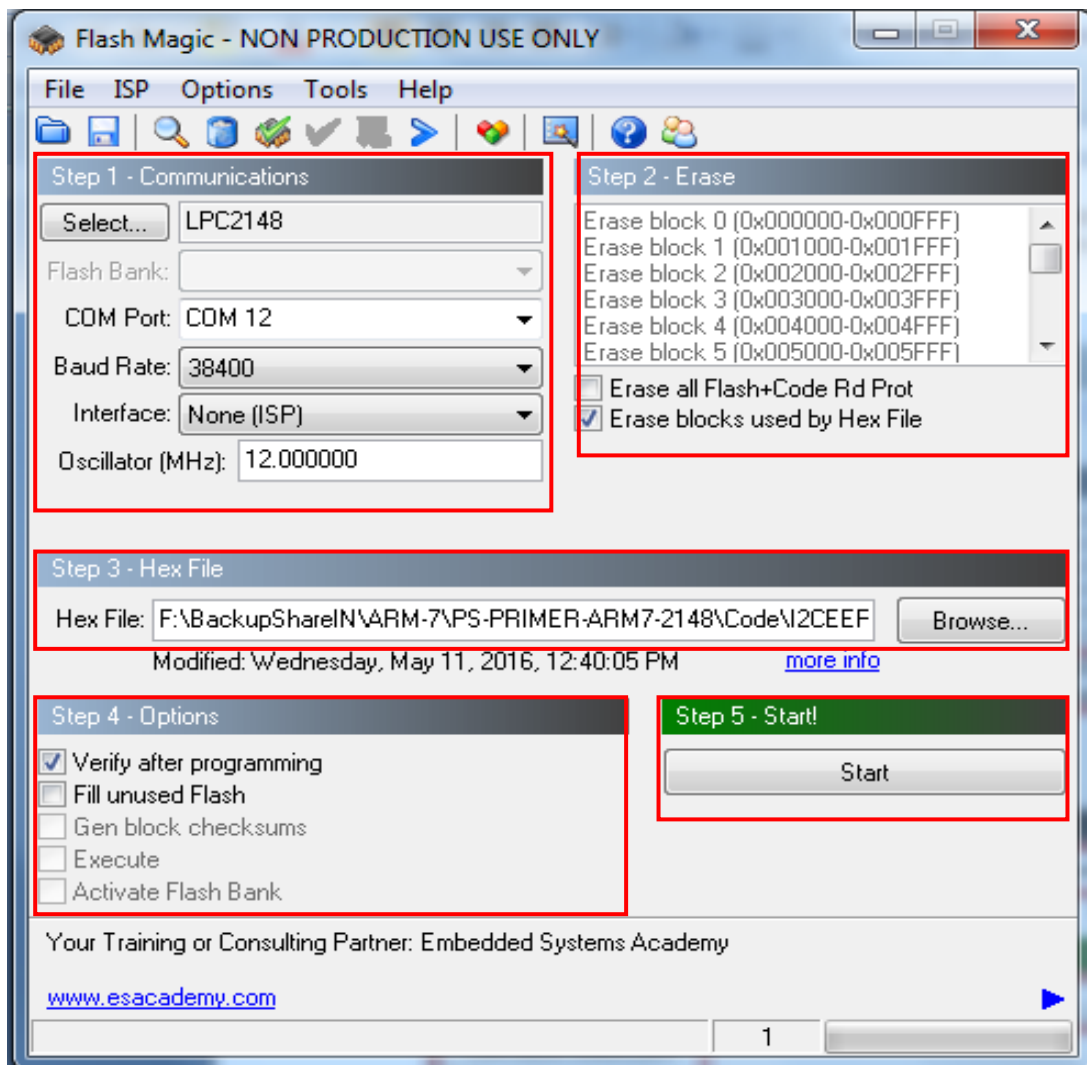 Flash Magic - NON PRODUCTION USE ONLY
File ISP Options Tools Help
Step 1 - Communications
Select... LPC2148
Flash Bank:
COM Port: COM 12
Baud Rate: 38400
Interface: None (ISP)
Oscillator (MHz): 12.000000
Step 2 - Erase
Erase block 0 (0x000000-0x000FFF)
Erase block 1 (0x001000-0x001FFF)
Erase block 2 (0x002000-0x002FFF)
Erase block 3 (0x003000-0x003FFF)
Erase block 4 (0x004000-0x004FFF)
Erase block 5 (0x005000-0x005FFF)
Erase all Flash+Code Rd Prot
Erase blocks used by Hex File
Step 3 - Hex File
Hex File: F:\BackupShareIN\ARM-7\PS-PRIMER-ARM7-2148\Code\I2CEEF Browse...
Modified: Wednesday, May 11, 2016, 12:40:05 PM more info
Step 4 - Options
Verify after programming
Fill unused Flash
Gen block checksums
Execute
Activate Flash Bank
Step 5 - Start!
Start
Your Training or Consulting Partner: Embedded Systems Academy
www.esacademy.com
1